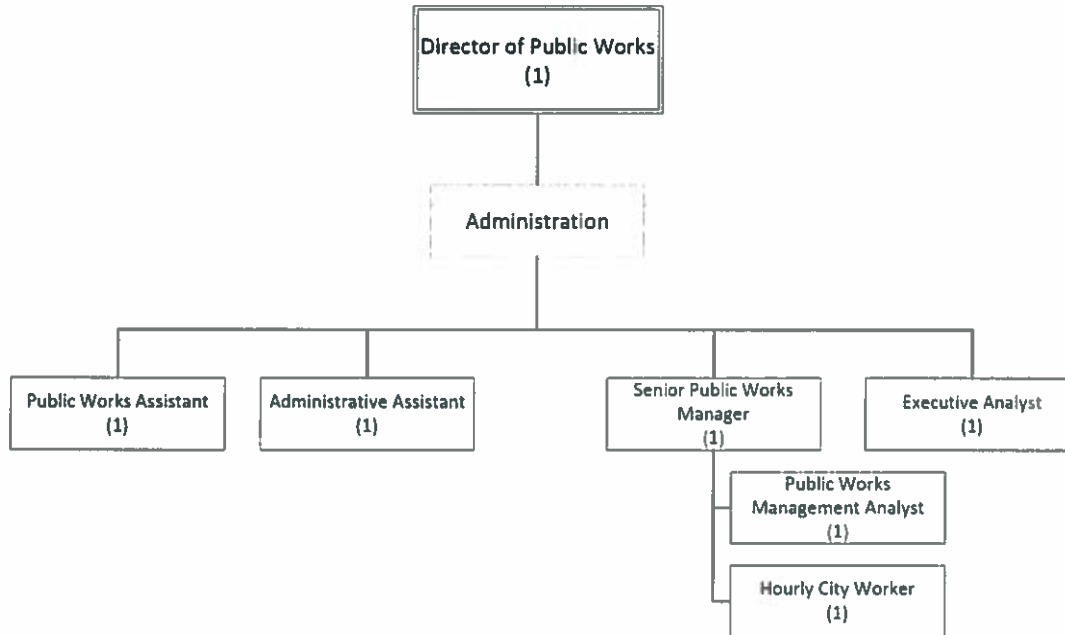 Director of Public Works
(1)
Administration
Public Works Assistant
(1)
Administrative Assistant
(1)
Senior Public Works
Manager
(1)
Executive Analyst
(1)
Public Works
Management Analyst
(1)
Hourly City Worker
(1)